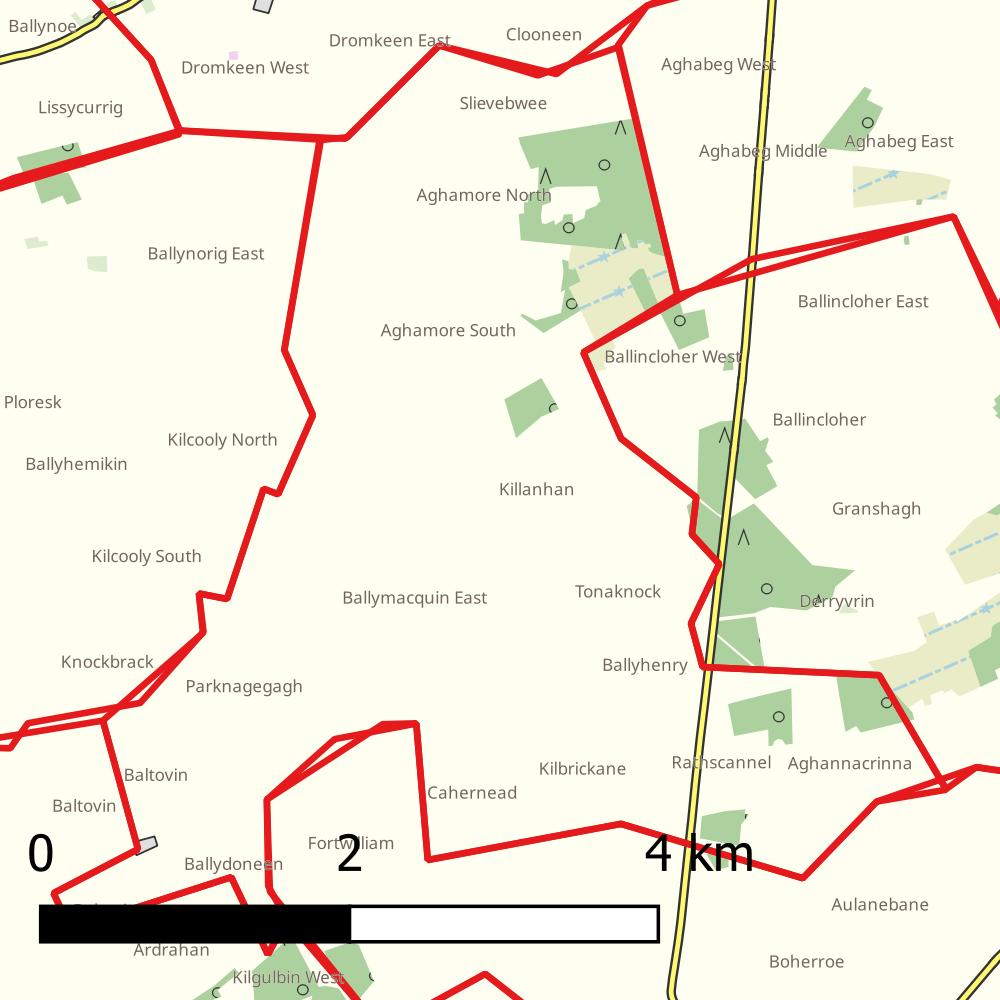 Ballynoe
Dromkeen East
Clooneen
Dromkeen West
Aghabeg West
Lissycurrig
Slievebwee
Aghabeg Middle
Aghabeg East
Aghamore North
Ballynorig East
Ballincloher East
Aghamore South
Ballincloher West
Ploresk
Ballincloher
Kilcooly North
Ballyhemikin
Killanhan
Granshagh
Kilcooly South
Tonaknock
Ballymacquin East
Derryvrin
Knockbrack
Ballyhenry
Parknagegagh
Rathscannel
Aghannacrinna
Kilbrickane
Baltovin
Cahernead
Baltovin
Fortwilliam
0 2 4 km
Ballydoneen
Aulanebane
Ardrahan
Boherroe
Kilgulbin West